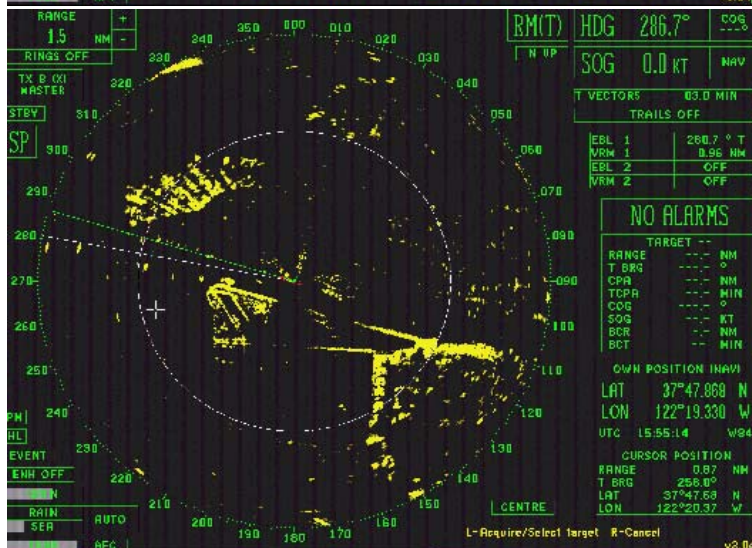 RANGE
1.5 NM
+
-
RINGS OFF
TX B (X)
MASTER
STBY
SP
000
010
020
030
040
050
060
070
080
090
100
110
120
130
140
150
160
170
180
190
200
210
220
230
240
250
260
270
280
290
300
310
320
330
340
350
RM(T)
N UP
HDG 286.7°
COG
---°
SOG 0.0 KT
NAV
T VECTORS 03.0 MIN
TRAILS OFF
EBL 1 280.7 ° T
VRM 1 0.96 NM
EBL 2 OFF
VRM 2 OFF
NO ALARMS
TARGET --
RANGE --.- NM
T BRG ---.- °
CPA --.- NM
TCPA --.- MIN
COG ---.- °
SOG --.- KT
BCR --.- NM
BCT --.- MIN
OWN POSITION (NAV)
LAT 37°47.868 N
LON 122°19.330 W
UTC 15:55:14 W84
CURSOR POSITION
RANGE 0.87 NM
T BRG 258.0°
LAT 37°47.68 N
LON 122°20.37 W
HL
EVENT
ENH OFF
RAIN
SEA
AUTO
AFC
CENTRE
L-Acquire/Select target R-Cancel